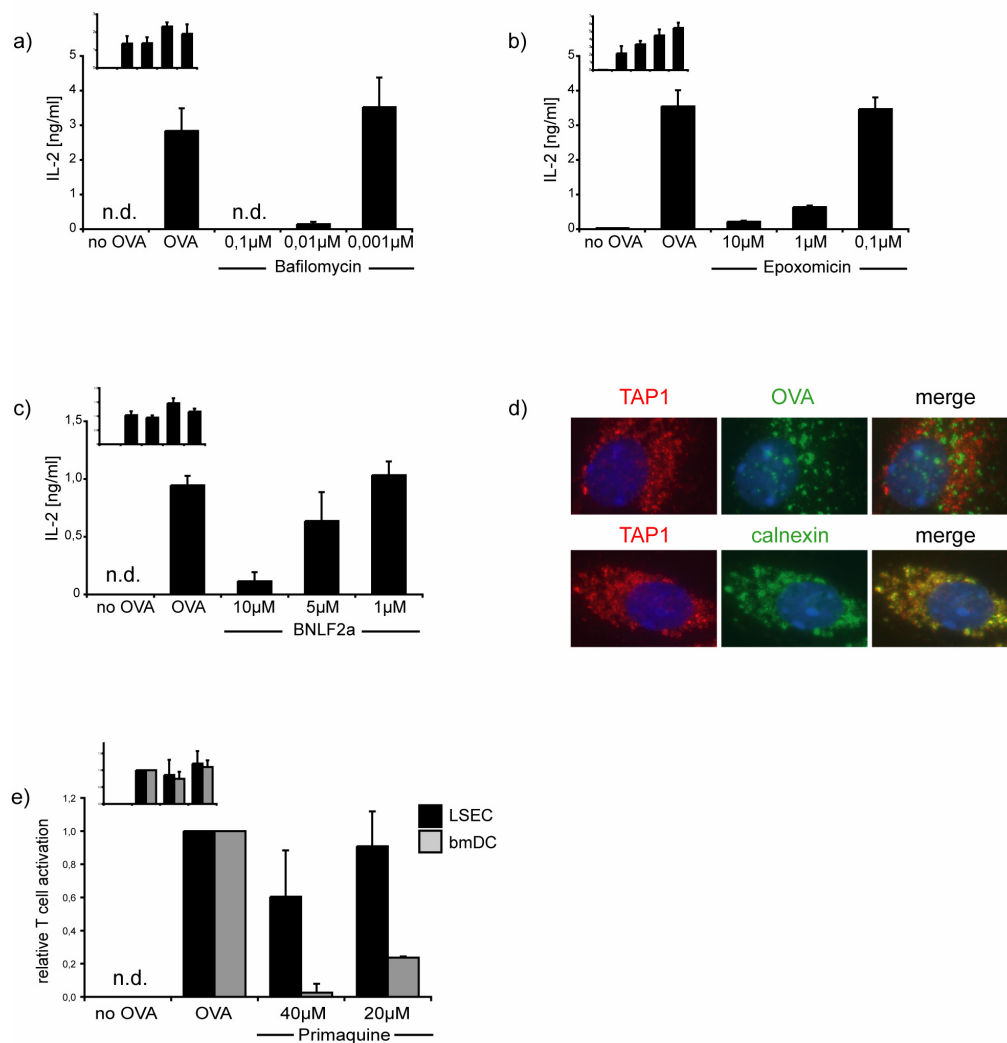 a)
IL-2 [ng/ml]
5
4
3
2
1
0
n.d.
n.d.
no OVA OVA 0,1µM 0,01µM 0,001µM
Bafilomycin
b)
IL-2 [ng/ml]
5
4
3
2
1
0
no OVA OVA 10µM 1µM 0,1µM
Epoxomicin
c)
IL-2 [ng/ml]
1,5
1,0
0,5
0
n.d.
no OVA OVA 10µM 5µM 1µM
BNLF2a
d)
TAP1 OVA merge
TAP1 calnexin merge
e)
relative T cell activation
1,2
1,0
0,8
0,6
0,4
0,2
0,0
n.d.
LSEC
bmDC
no OVA OVA 40µM 20µM
Primaquine